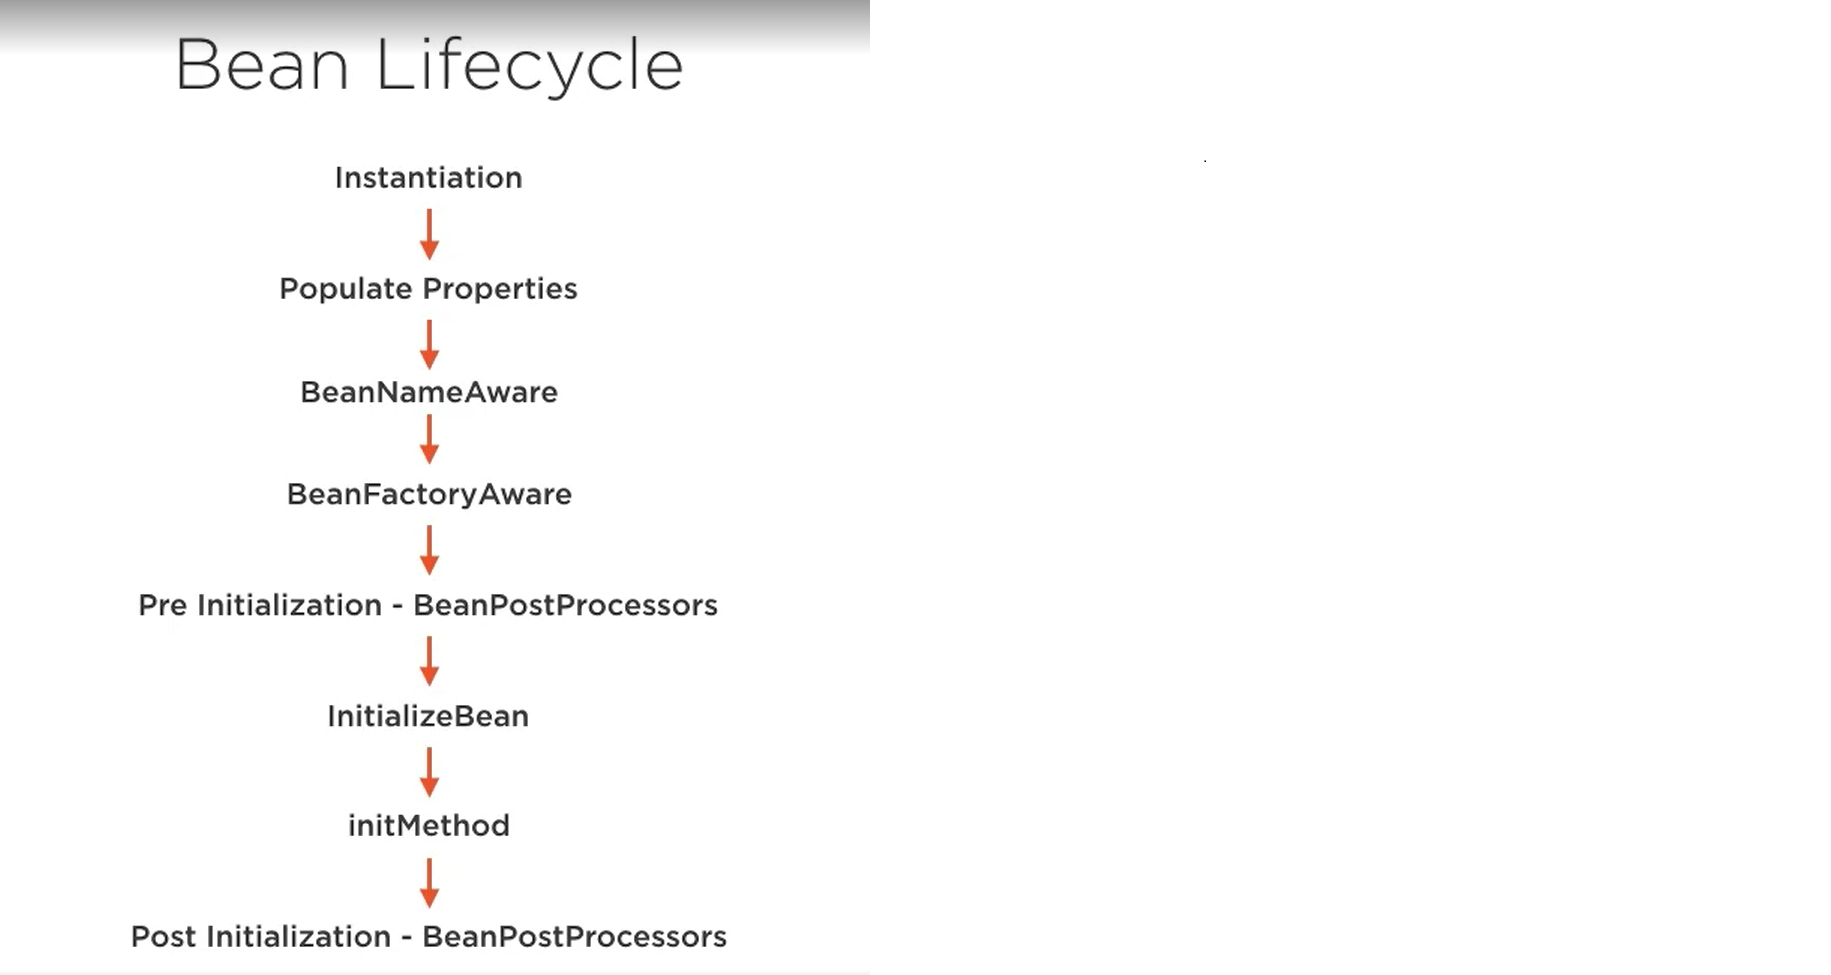 Bean Lifecycle
Instantiation
Populate Properties
BeanNameAware
BeanFactoryAware
Pre Initialization - BeanPostProcessors
InitializeBean
initMethod
Post Initialization - BeanPostProcessors